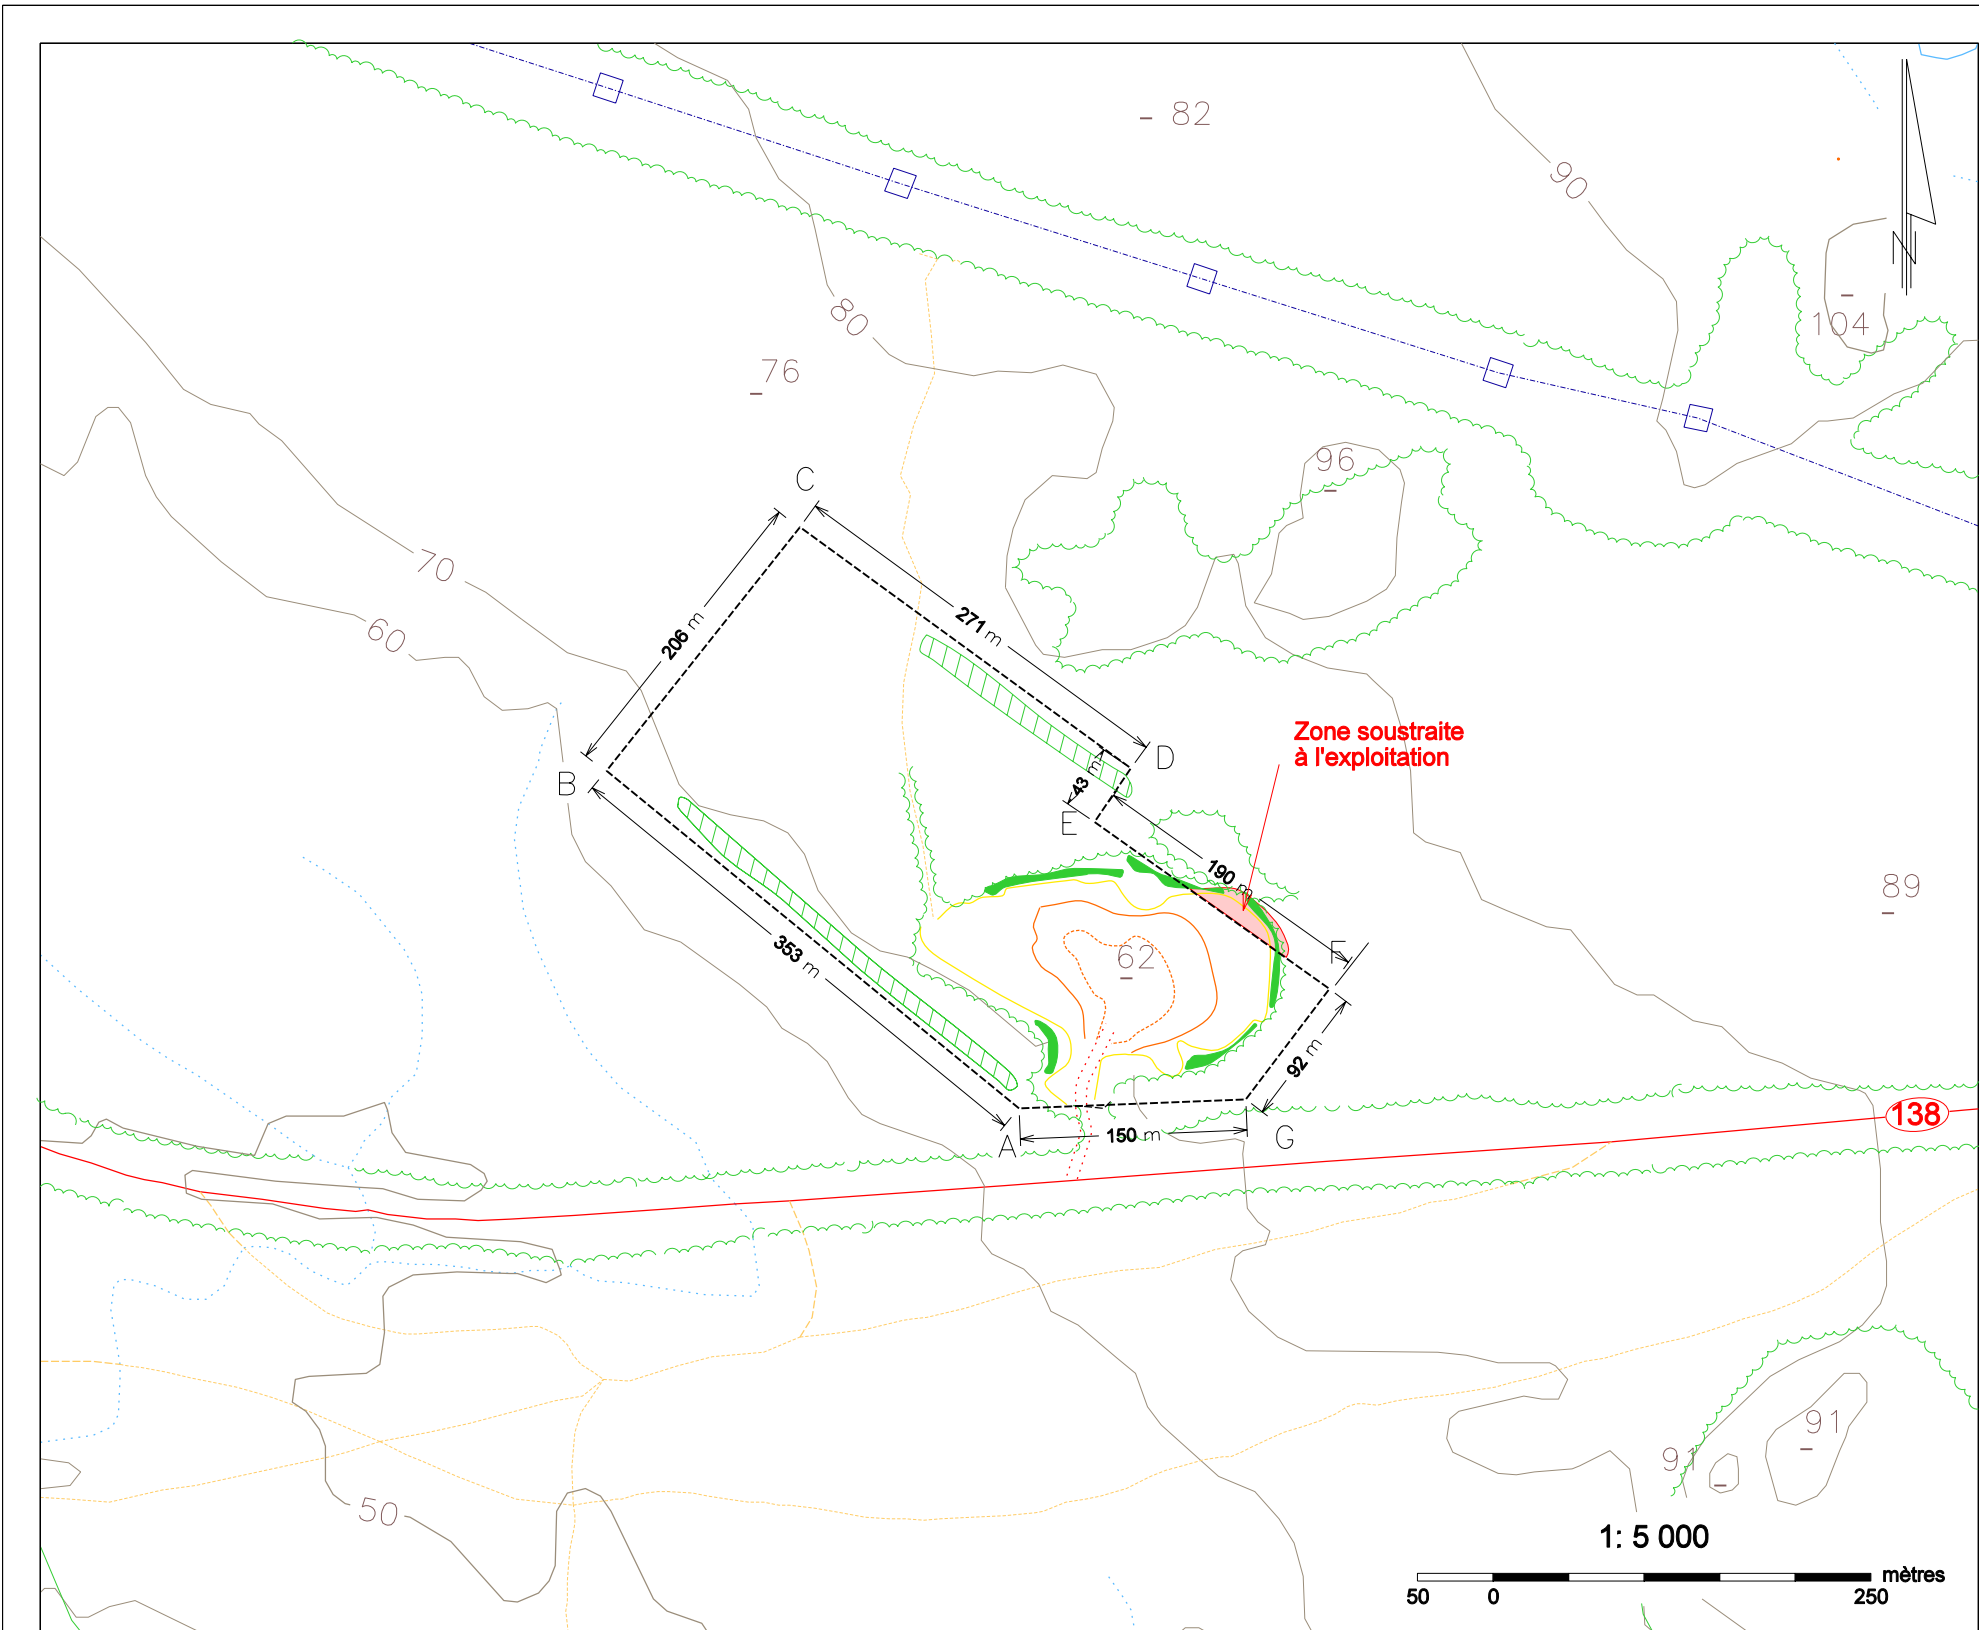 82
90
N
104
80
76
96
C
70
271 m
60
206 m
Zone soustraite
à l'exploitation
D
43 m
B
E
190 m
89
F
62
353 m
92 m
138
150 m
A
G
91
91
50
1: 5 000
mètres
50 0 250